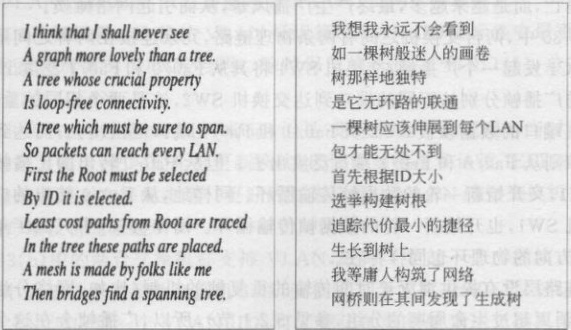 I think that I shall never see
A graph more lovely than a tree.
A tree whose crucial property
Is loop-free connectivity.
A tree which must be sure to span.
So packets can reach every LAN.
First the Root must be selected
By ID it is elected.
Least cost paths from Root are traced
In the tree these paths are placed.
A mesh is made by folks like me
Then bridges find a spanning tree.
我想我永远不会看到
如一棵树般迷人的画卷
树那样地独特
是它无环路的联通
一棵树应该伸展到每个LAN
包才能无处不到
首先根据ID大小
选举构建树根
追踪代价最小的捷径
生长到树上
我等庸人构筑了网络
网桥则在其间发现了生成树